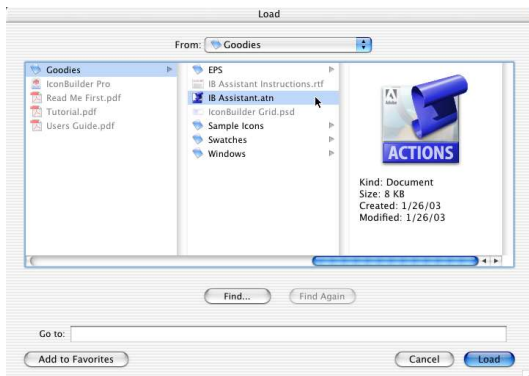 Load
From: Goodies
Goodies
IconBuilder Pro
Read Me First.pdf
Tutorial.pdf
Users Guide.pdf
EPS
IB Assistant Instructions.rtf
IB Assistant.atn
IconBuilder Grid.psd
Sample Icons
Swatches
Windows
Adobe
ACTIONS
Kind: Document
Size: 8 KB
Created: 1/26/03
Modified: 1/26/03
Find...
Find Again
Go to:
Add to Favorites
Cancel
Load